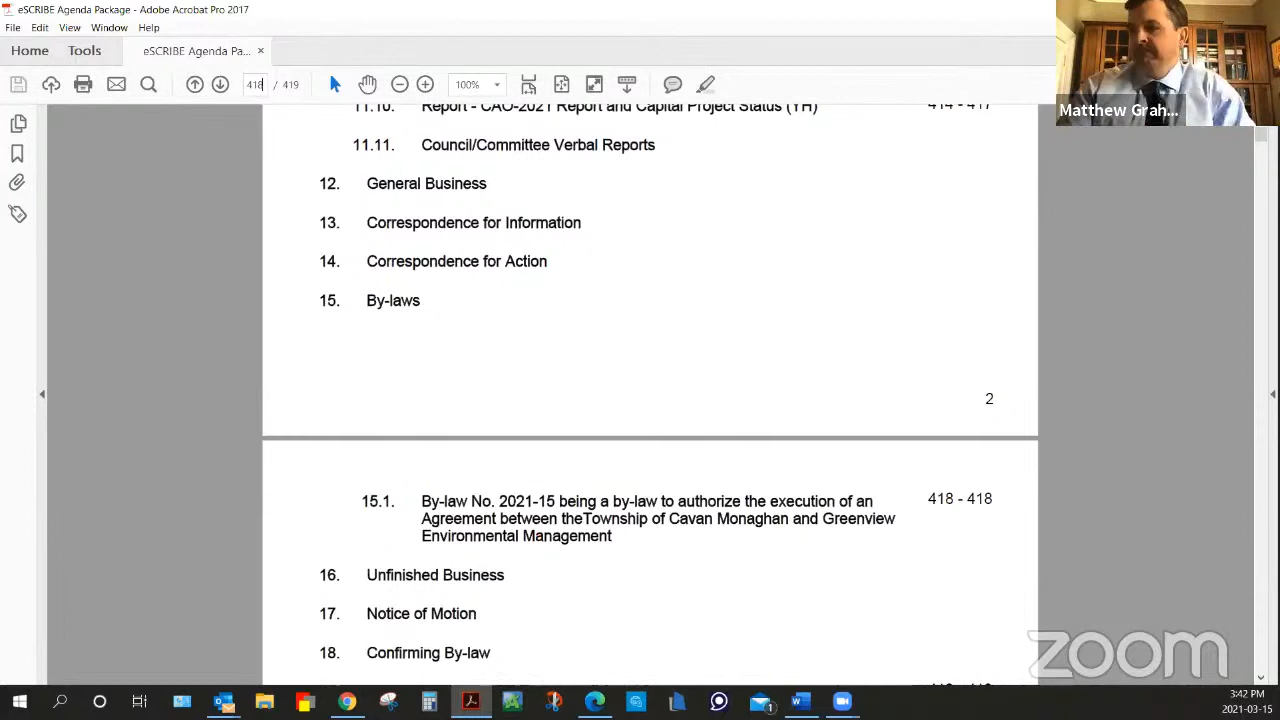 eSCRIBE Agenda Package - Adobe Acrobat Pro 2017
File Edit View Window Help
Home Tools eSCRIBE Agenda Pa... ×
416 / 419 100%
11.10. Report - CAO-2021 Report and Capital Project Status (YH) 414 - 417
11.11. Council/Committee Verbal Reports
12. General Business
13. Correspondence for Information
14. Correspondence for Action
15. By-laws
2
15.1. By-law No. 2021-15 being a by-law to authorize the execution of an 418 - 418
Agreement between theTownship of Cavan Monaghan and Greenview
Environmental Management
16. Unfinished Business
17. Notice of Motion
18. Confirming By-law
Matthew Grah...
zoom
3:42 PM
2021-03-15